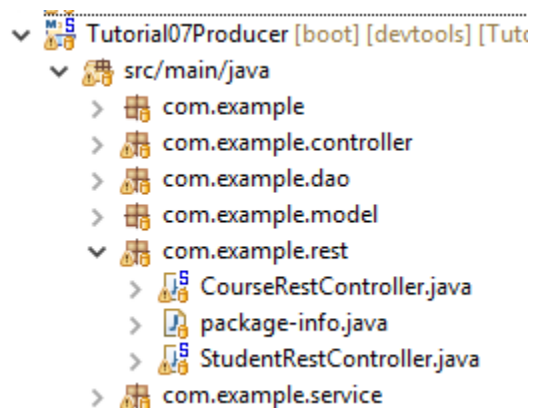 Tutorial07Producer [boot] [devtools] [Tuto
src/main/java
com.example
com.example.controller
com.example.dao
com.example.model
com.example.rest
CourseRestController.java
package-info.java
StudentRestController.java
com.example.service